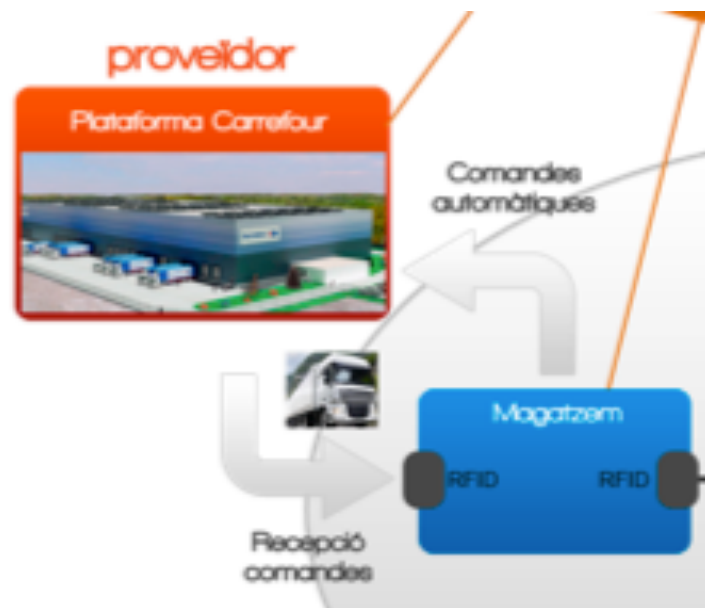 proveïdor
Plataforma Carrefour
Comandes
automàtiques
Magatzem
RFID
RFID
Recepció
comandes